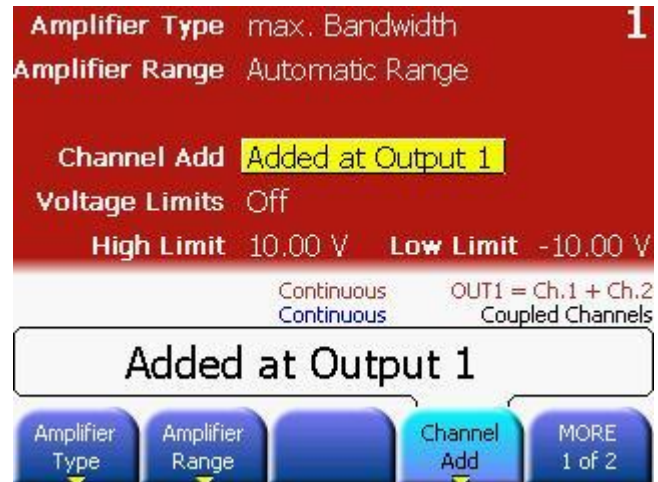 Amplifier Type max. Bandwidth 1
Amplifier Range Automatic Range
Channel Add Added at Output 1
Voltage Limits Off
High Limit 10.00 V Low Limit -10.00 V
Continuous OUT1 = Ch.1 + Ch.2
Continuous Coupled Channels
Added at Output 1
Amplifier Type
Amplifier Range
Channel Add
MORE 1 of 2